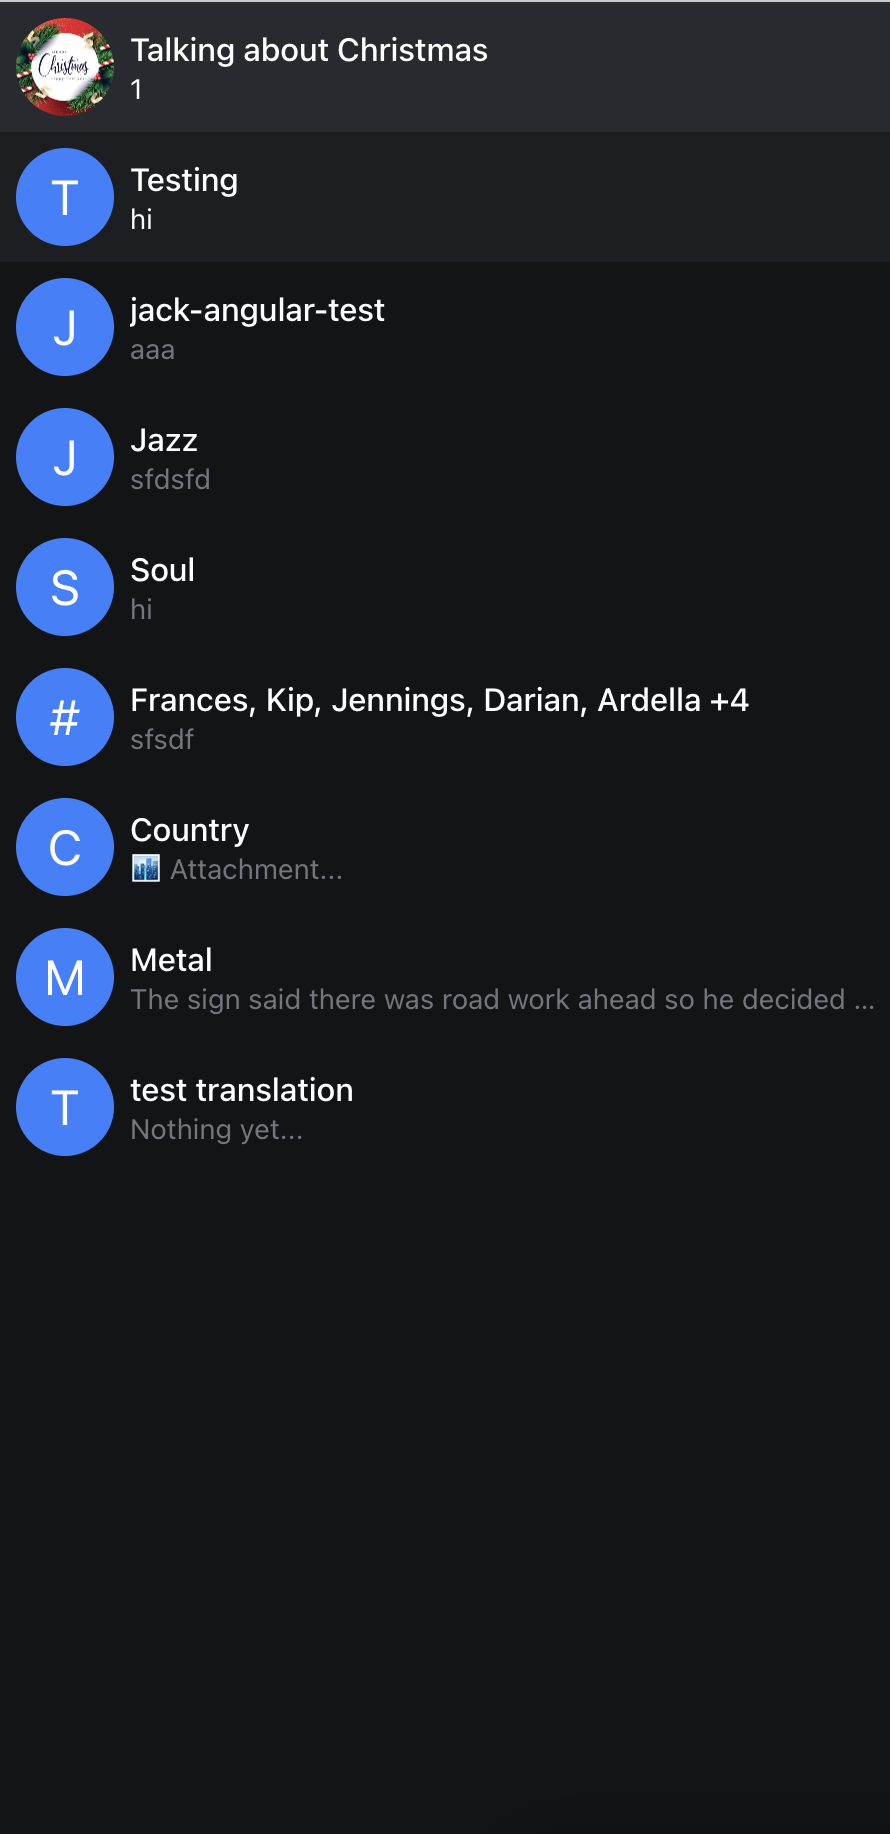 Christmas
Talking about Christmas
1
T
Testing
hi
J
jack-angular-test
aaa
J
Jazz
sfdsfd
S
Soul
hi
#
Frances, Kip, Jennings, Darian, Ardella +4
sfsdf
C
Country
Attachment...
M
Metal
The sign said there was road work ahead so he decided ...
T
test translation
Nothing yet...